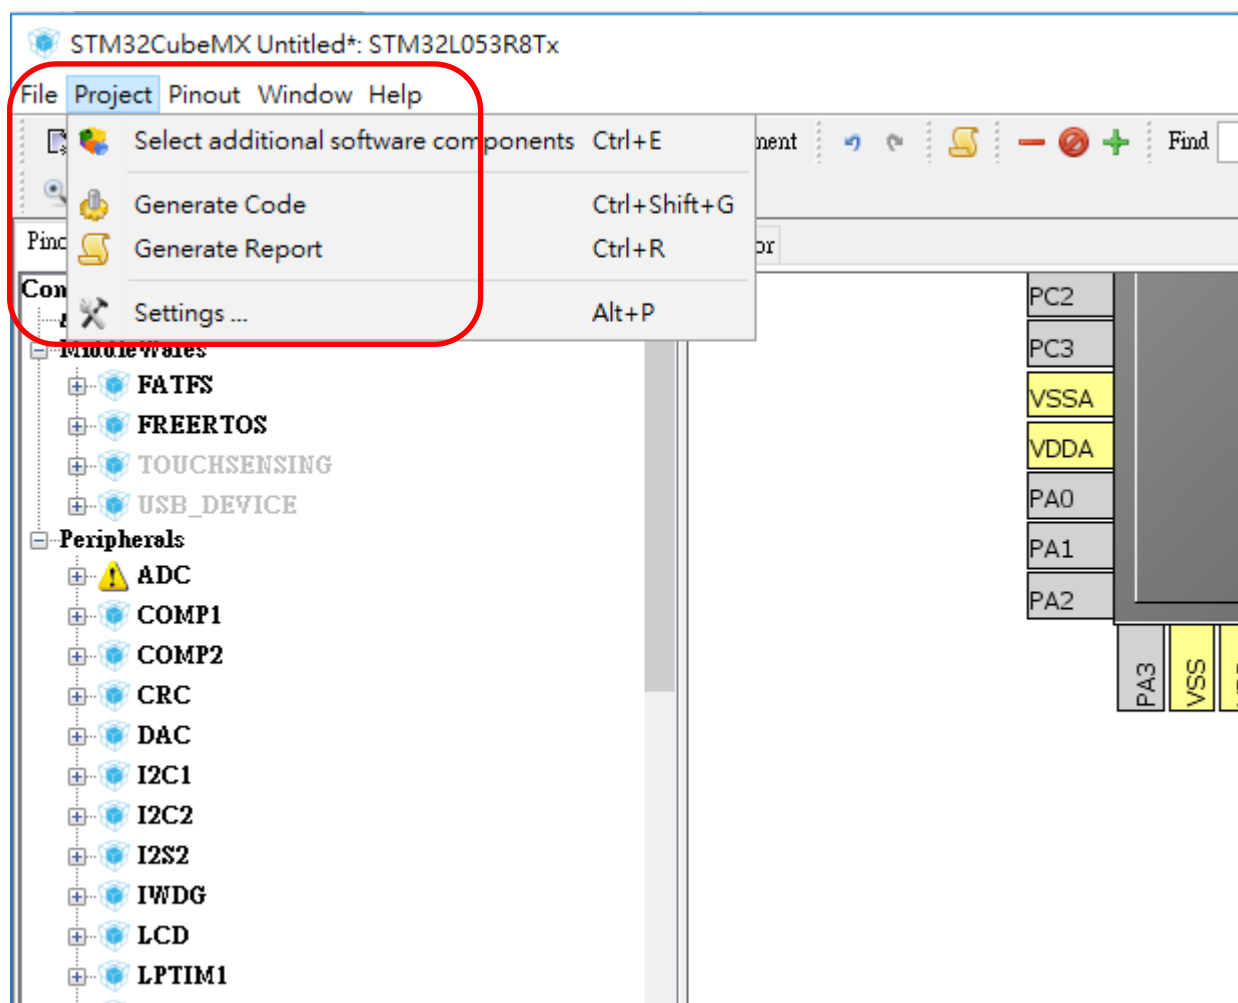 STM32CubeMX Untitled*: STM32L053R8Tx
File Project Pinout Window Help
Select additional software components Ctrl+E
Find
Generate Code Ctrl+Shift+G
Generate Report Ctrl+R
Settings ... Alt+P
MiddleWares
FATFS
FREERTOS
TOUCHSENSING
USB_DEVICE
Peripherals
ADC
COMP1
COMP2
CRC
DAC
I2C1
I2C2
I2S2
IWDG
LCD
LPTIM1
PC2
PC3
VSSA
VDDA
PA0
PA1
PA2
PA3
VSS